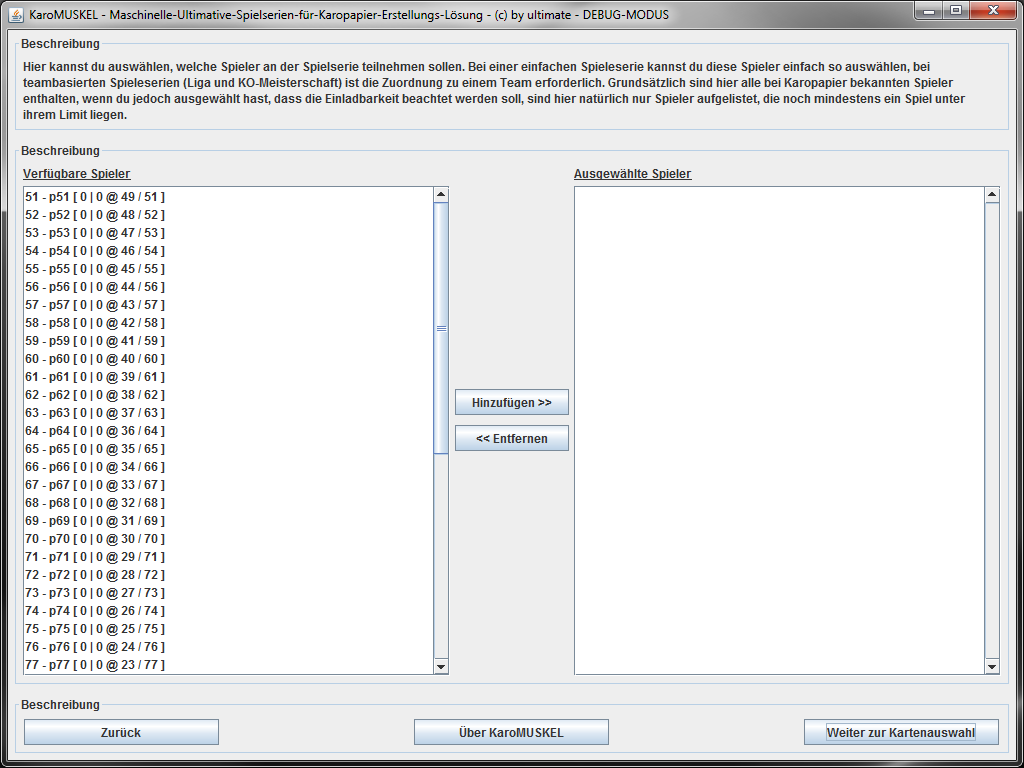 KaroMUSKEL - Maschinelle-Ultimative-Spielserien-für-Karopapier-Erstellungs-Lösung - (c) by ultimate - DEBUG-MODUS
Beschreibung
Hier kannst du auswählen, welche Spieler an der Spielserie teilnehmen sollen. Bei einer einfachen Spieleserie kannst du diese Spieler einfach so auswählen, bei
teambasierten Spieleserien (Liga und KO-Meisterschaft) ist die Zuordnung zu einem Team erforderlich. Grundsätzlich sind hier alle bei Karopapier bekannten Spieler
enthalten, wenn du jedoch ausgewählt hast, dass die Einladbarkeit beachtet werden soll, sind hier natürlich nur Spieler aufgelistet, die noch mindestens ein Spiel unter
ihrem Limit liegen.
Beschreibung
Verfügbare Spieler
51 - p51 [ 0 | 0 @ 49 / 51 ]
52 - p52 [ 0 | 0 @ 48 / 52 ]
53 - p53 [ 0 | 0 @ 47 / 53 ]
54 - p54 [ 0 | 0 @ 46 / 54 ]
55 - p55 [ 0 | 0 @ 45 / 55 ]
56 - p56 [ 0 | 0 @ 44 / 56 ]
57 - p57 [ 0 | 0 @ 43 / 57 ]
58 - p58 [ 0 | 0 @ 42 / 58 ]
59 - p59 [ 0 | 0 @ 41 / 59 ]
60 - p60 [ 0 | 0 @ 40 / 60 ]
61 - p61 [ 0 | 0 @ 39 / 61 ]
62 - p62 [ 0 | 0 @ 38 / 62 ]
63 - p63 [ 0 | 0 @ 37 / 63 ]
64 - p64 [ 0 | 0 @ 36 / 64 ]
65 - p65 [ 0 | 0 @ 35 / 65 ]
66 - p66 [ 0 | 0 @ 34 / 66 ]
67 - p67 [ 0 | 0 @ 33 / 67 ]
68 - p68 [ 0 | 0 @ 32 / 68 ]
69 - p69 [ 0 | 0 @ 31 / 69 ]
70 - p70 [ 0 | 0 @ 30 / 70 ]
71 - p71 [ 0 | 0 @ 29 / 71 ]
72 - p72 [ 0 | 0 @ 28 / 72 ]
73 - p73 [ 0 | 0 @ 27 / 73 ]
74 - p74 [ 0 | 0 @ 26 / 74 ]
75 - p75 [ 0 | 0 @ 25 / 75 ]
76 - p76 [ 0 | 0 @ 24 / 76 ]
77 - p77 [ 0 | 0 @ 23 / 77 ]
Hinzufügen >>
<< Entfernen
Ausgewählte Spieler
Beschreibung
Zurück
Über KaroMUSKEL
Weiter zur Kartenauswahl